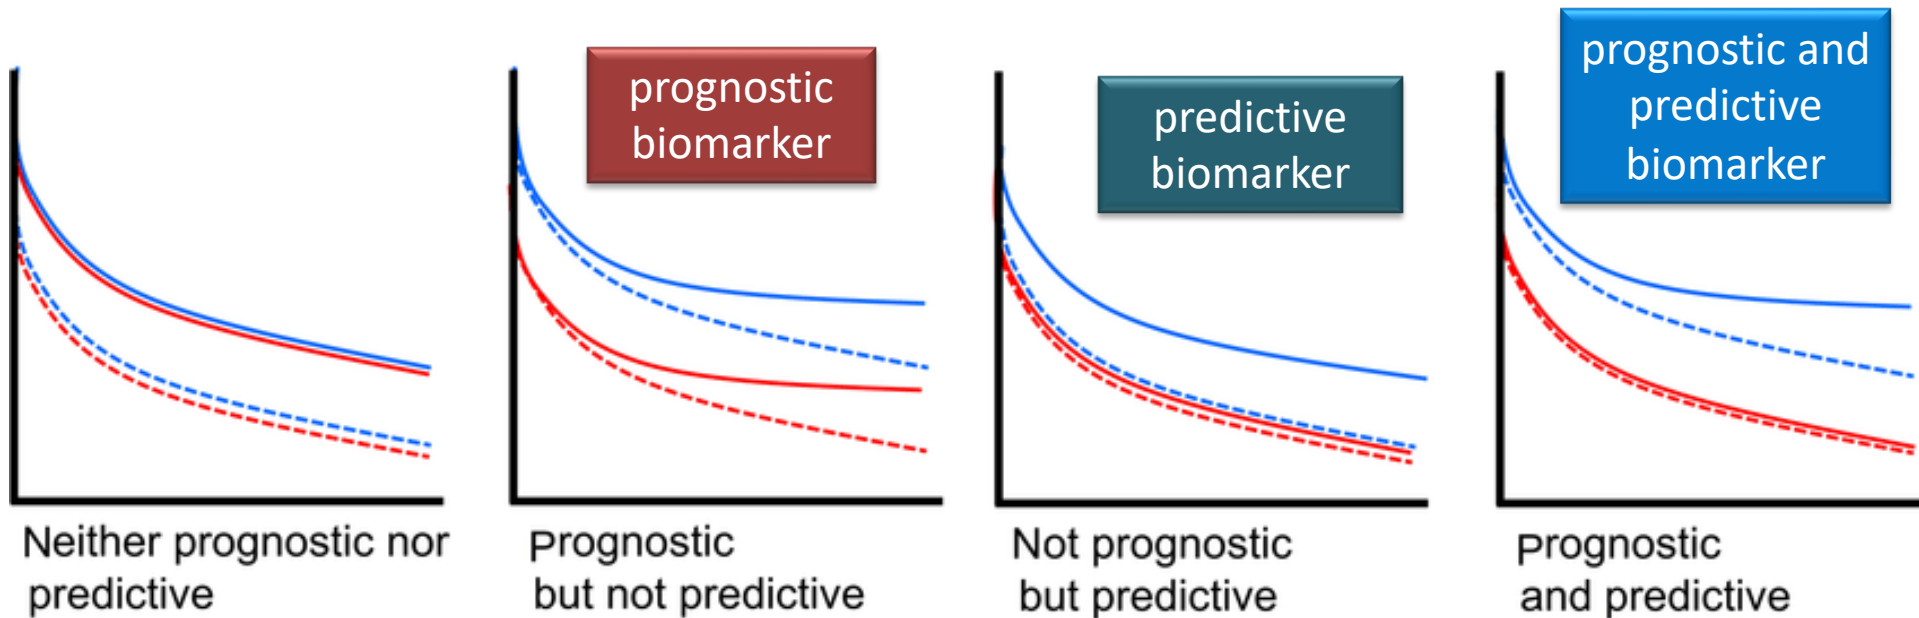 prognostic
biomarker
predictive
biomarker
prognostic and
predictive
biomarker
Neither prognostic nor
predictive
Prognostic
but not predictive
Not prognostic
but predictive
Prognostic
and predictive